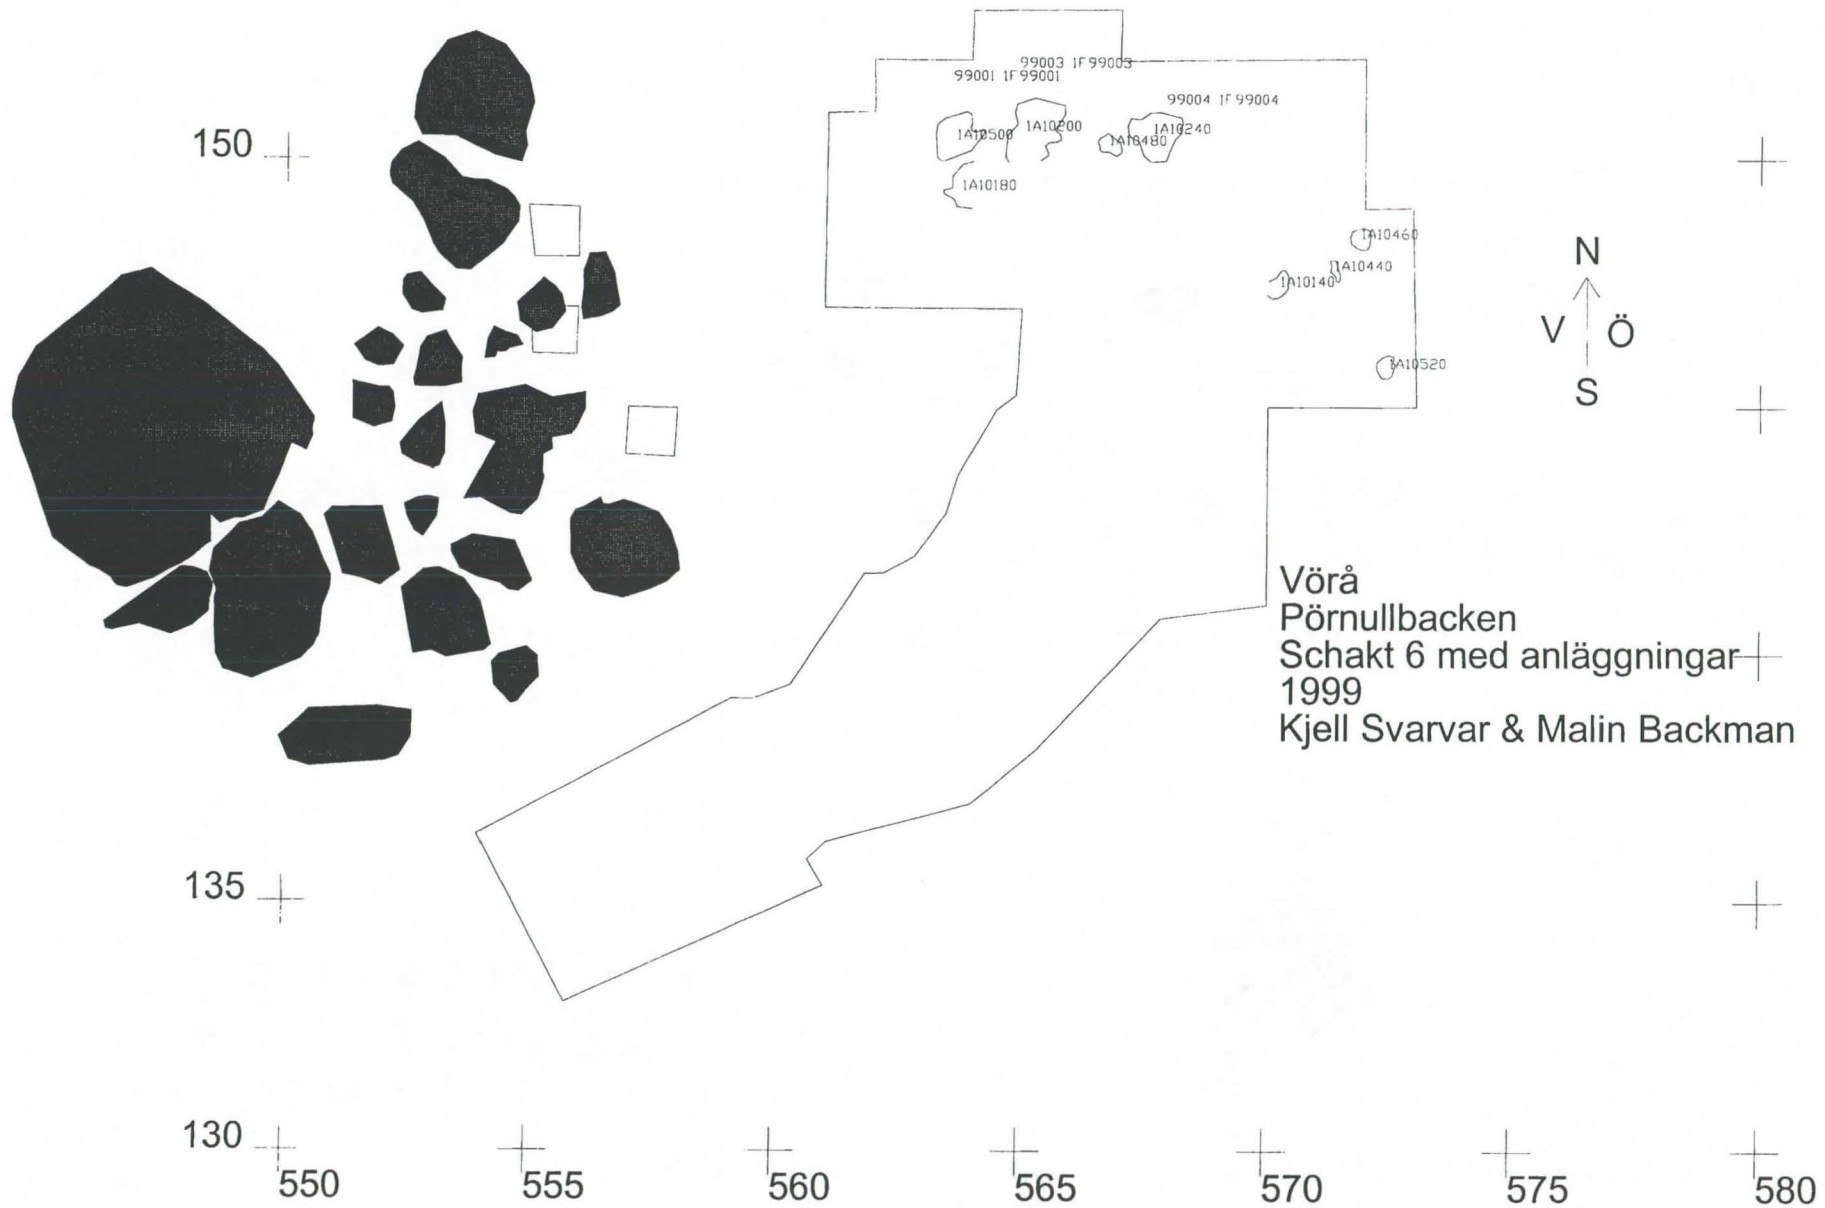 99003 1F99003
99001 1F99001
99004 1F99004
150
1A10500
1A10200
1A10480
1A10240
1A10180
1A10460
1A10440
1A10140
1A10520
N
V Ö
S
Vörå
Pörnullbacken
Schakt 6 med anläggningar
1999
Kjell Svarvar & Malin Backman
135
130
550 555 560 565 570 575 580